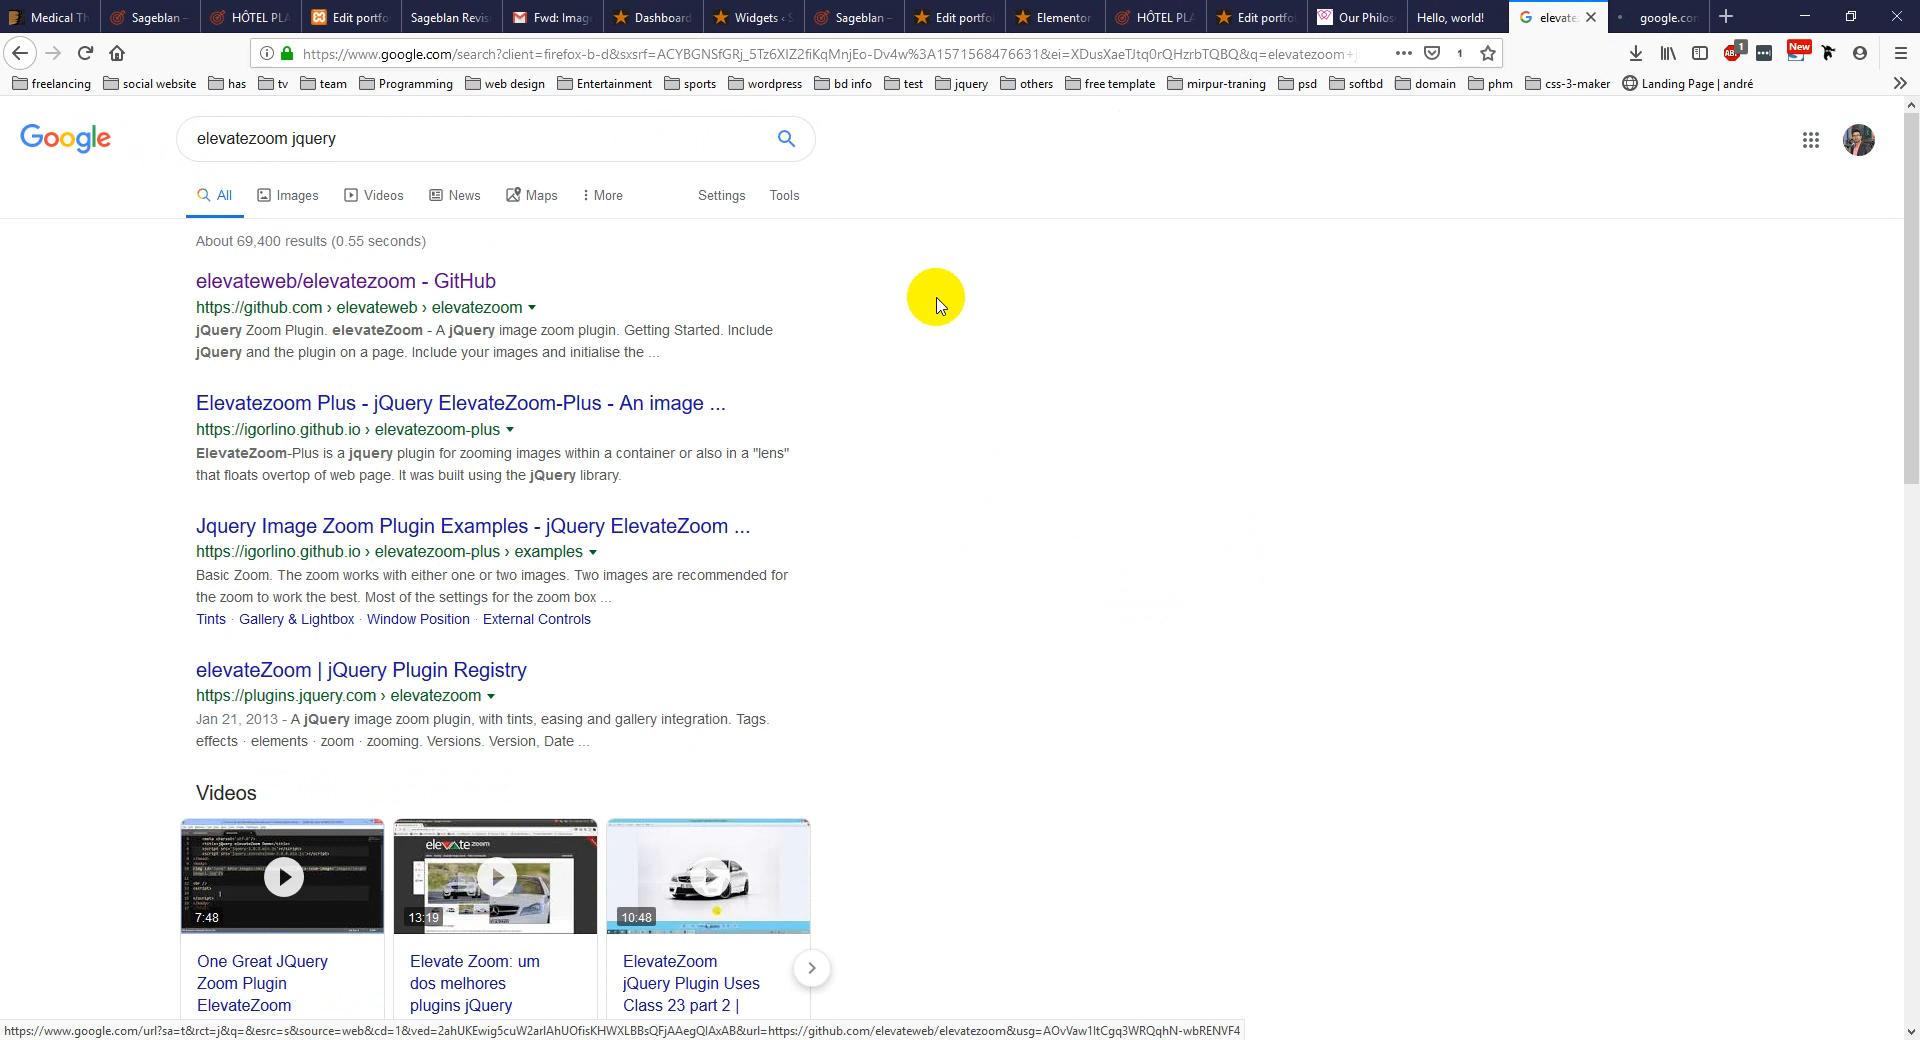 Medical Th
Sageblan -
HÔTEL PLA
Edit portfo
Sageblan Revis
Fwd: Image
Dashboard
Widgets ‹ S
Sageblan -
Edit portfo
Elementor
HÔTEL PLA
Edit portfo
Our Philos
Hello, world!
elevate
google.com
https://www.google.com/search?client=firefox-b-d&sxsrf=ACYBGNSfGRj_5Tz6XIZ2fiKqMnjEo-Dv4w%3A1571568476631&ei=XDusXaeTJtq0rQHzrbTQBQ&q=elevatezoom+
1
1
New
freelancing
social website
has
tv
team
Programming
web design
Entertainment
sports
wordpress
bd info
test
jquery
others
free template
mirpur-traning
psd
softbd
domain
phm
css-3-maker
Landing Page | andré
Google
elevatezoom jquery
All
Images
Videos
News
Maps
More
Settings
Tools
About 69,400 results (0.55 seconds)
elevateweb/elevatezoom - GitHub
https://github.com › elevateweb › elevatezoom
jQuery Zoom Plugin. elevateZoom - A jQuery image zoom plugin. Getting Started. Include
jQuery and the plugin on a page. Include your images and initialise the ...
Elevatezoom Plus - jQuery ElevateZoom-Plus - An image ...
https://igorlino.github.io › elevatezoom-plus
ElevateZoom-Plus is a jquery plugin for zooming images within a container or also in a "lens"
that floats overtop of web page. It was built using the jQuery library.
Jquery Image Zoom Plugin Examples - jQuery ElevateZoom ...
https://igorlino.github.io › elevatezoom-plus › examples
Basic Zoom. The zoom works with either one or two images. Two images are recommended for
the zoom to work the best. Most of the settings for the zoom box ...
Tints · Gallery & Lightbox · Window Position · External Controls
elevateZoom | jQuery Plugin Registry
https://plugins.jquery.com › elevatezoom
Jan 21, 2013 - A jQuery image zoom plugin, with tints, easing and gallery integration. Tags.
effects · elements · zoom · zooming. Versions. Version, Date ...
Videos
elevate zoom
7:48
13:19
10:48
One Great JQuery
Zoom Plugin
ElevateZoom
Elevate Zoom: um
dos melhores
plugins jQuery
ElevateZoom
jQuery Plugin Uses
Class 23 part 2 |
https://www.google.com/url?sa=t&rct=j&q=&esrc=s&source=web&cd=1&ved=2ahUKEwig5cuW2arlAhUOfisKHWXLBBsQFjAAegQIAxAB&url=https://github.com/elevateweb/elevatezoom&usg=AOvVaw1ltCgq3WRQqhN-wbRENVF4